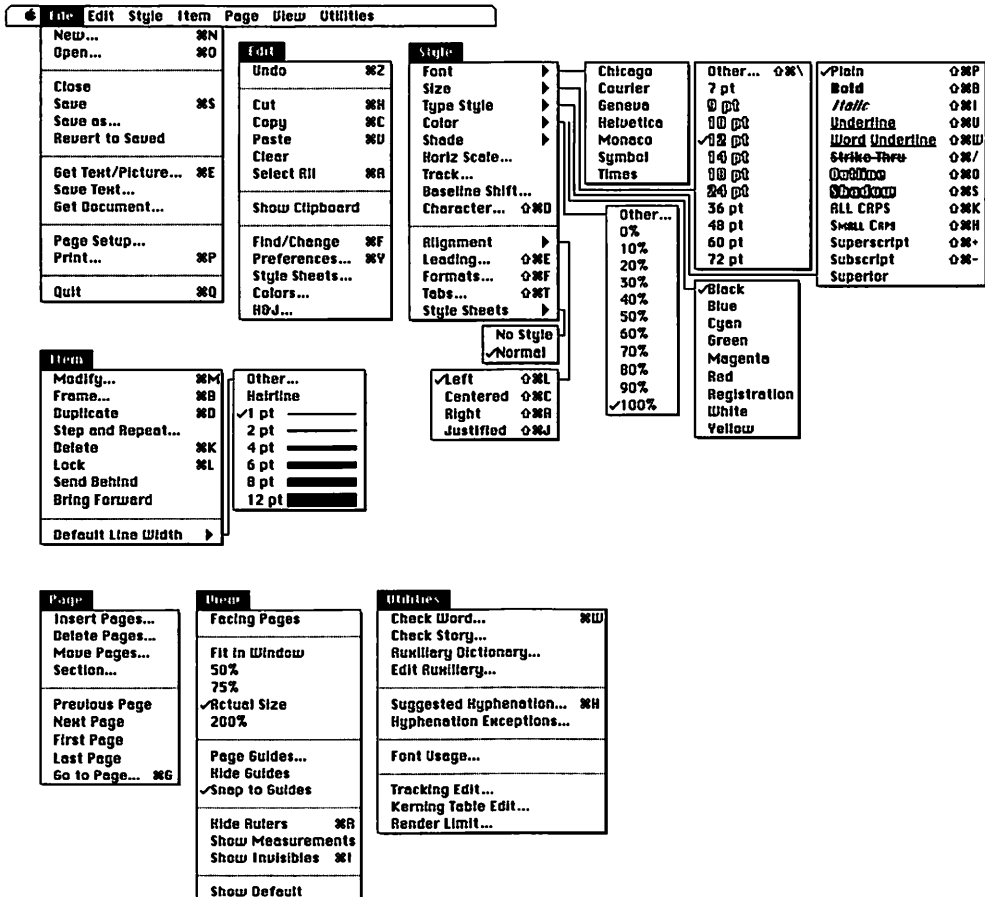 File Edit Style Item Page View Utilities
New... ⌘N
Open... ⌘O
Close
Save ⌘S
Save as...
Revert to Saved
Get Text/Picture... ⌘E
Save Text...
Get Document...
Page Setup...
Print... ⌘P
Quit ⌘Q
Edit
Undo ⌘Z
Cut ⌘X
Copy ⌘C
Paste ⌘V
Clear
Select All ⌘A
Show Clipboard
Find/Change ⌘F
Preferences... ⌘Y
Style Sheets...
Colors...
H&J...
Style
Font
Size
Type Style
Color
Shade
Horiz Scale...
Track...
Baseline Shift...
Character... ⇧⌘D
Alignment
Leading... ⇧⌘E
Formats... ⇧⌘F
Tabs... ⇧⌘T
Style Sheets
Chicago
Courier
Geneva
Helvetica
Monaco
Symbol
Times
Other... ⇧⌘\
7 pt
9 pt
10 pt
✓12 pt
14 pt
18 pt
24 pt
36 pt
48 pt
60 pt
72 pt
✓Plain ⇧⌘P
Bold ⇧⌘B
Italic ⇧⌘I
Underline ⇧⌘U
Word Underline ⇧⌘W
Strike Thru ⇧⌘/
Outline ⇧⌘O
Shadow ⇧⌘S
ALL CAPS ⇧⌘K
SMALL CAPS ⇧⌘H
Superscript ⇧⌘+
Subscript ⇧⌘-
Superior
Other...
0%
10%
20%
30%
40%
50%
60%
70%
80%
90%
✓100%
✓Black
Blue
Cyan
Green
Magenta
Red
Registration
White
Yellow
No Style
✓Normal
✓Left ⇧⌘L
Centered ⇧⌘C
Right ⇧⌘R
Justified ⇧⌘J
Item
Modify... ⌘M
Frame... ⌘B
Duplicate ⌘D
Step and Repeat...
Delete ⌘K
Lock ⌘L
Send Behind
Bring Forward
Default Line Width
Other...
Hairline
✓1 pt
2 pt
4 pt
6 pt
8 pt
12 pt
Page
Insert Pages...
Delete Pages...
Move Pages...
Section...
Previous Page
Next Page
First Page
Last Page
Go to Page... ⌘G
View
Facing Pages
Fit in Window
50%
75%
✓Actual Size
200%
Page Guides...
Hide Guides
✓Snap to Guides
Hide Rulers ⌘R
Show Measurements
Show Invisibles ⌘I
Show Default
Utilities
Check Word... ⌘W
Check Story...
Auxiliary Dictionary...
Edit Auxiliary...
Suggested Hyphenation... ⌘H
Hyphenation Exceptions...
Font Usage...
Tracking Edit...
Kerning Table Edit...
Render Limit...